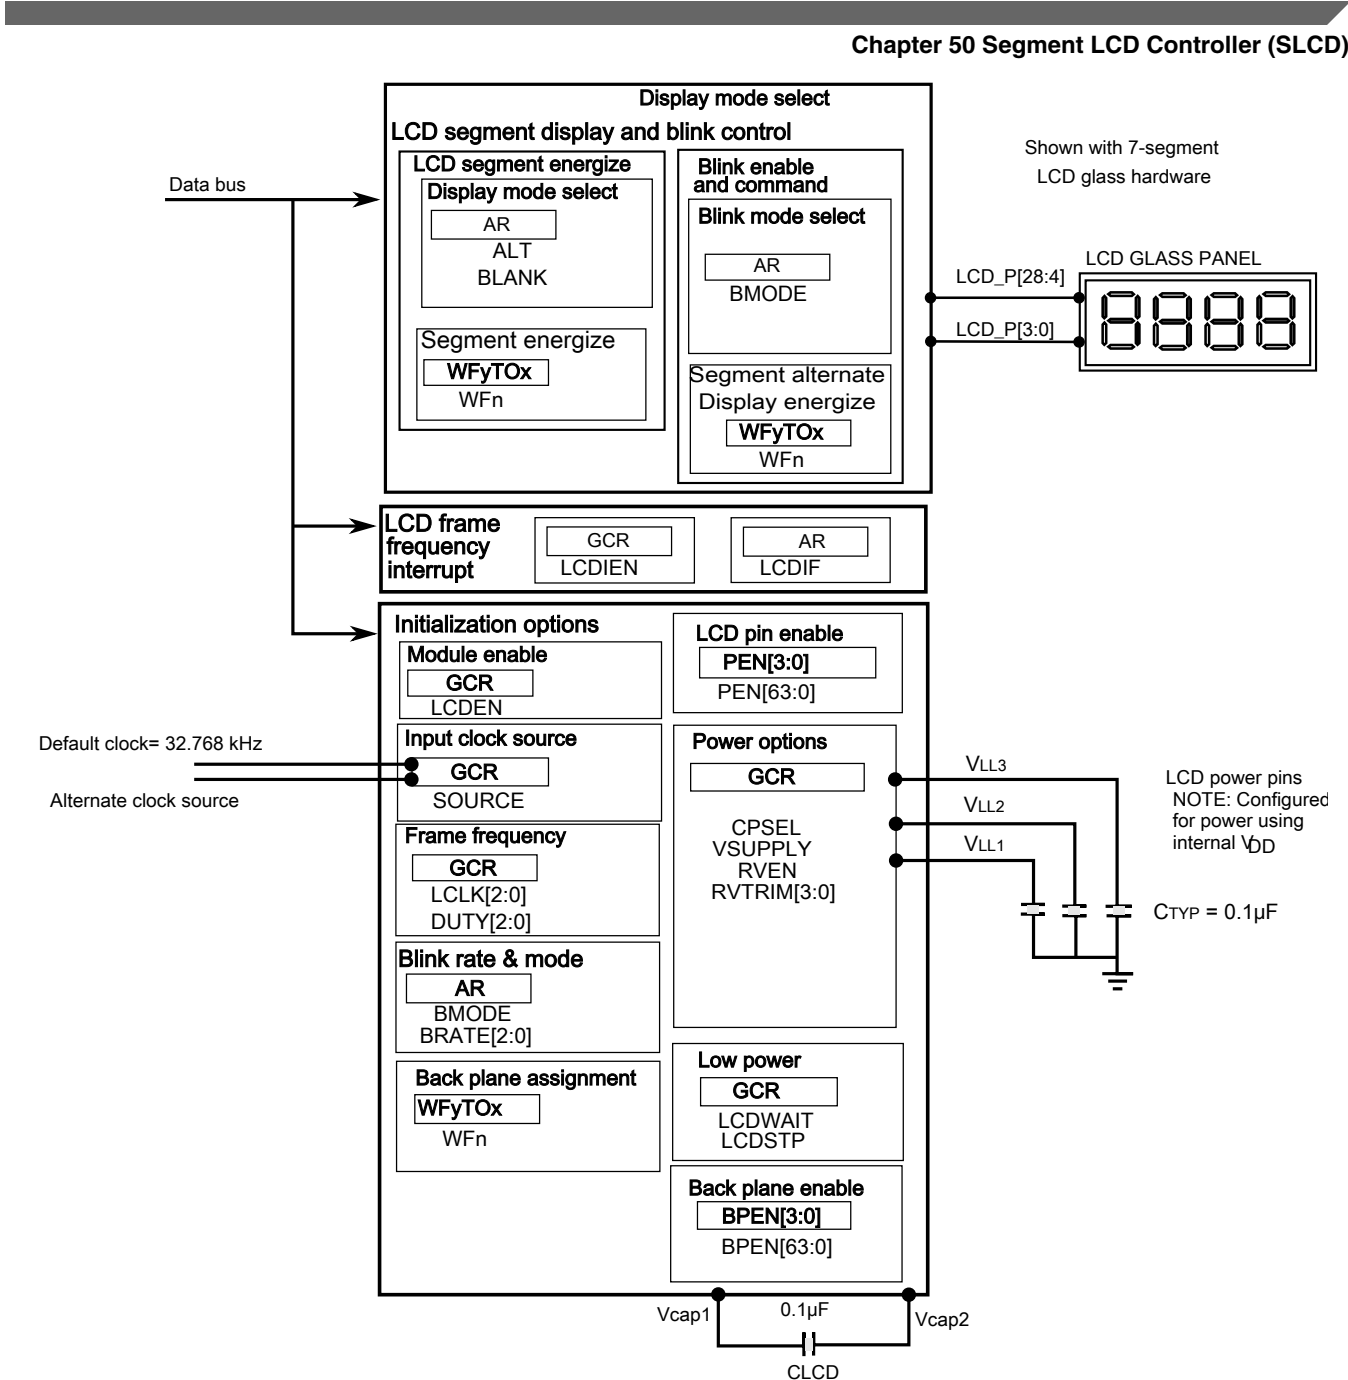 Chapter 50 Segment LCD Controller (SLCD)
Display mode select
LCD segment display and blink control
LCD segment energize
Display mode select
AR
ALT
BLANK
Segment energize
WFyTOx
WFn
Blink enable
and command
Blink mode select
AR
BMODE
Segment alternate
Display energize
WFyTOx
WFn
Data bus
Shown with 7-segment
LCD glass hardware
LCD GLASS PANEL
LCD_P[28:4]
LCD_P[3:0]
LCD frame
frequency
interrupt
GCR
LCDIEN
AR
LCDIF
Initialization options
Module enable
GCR
LCDEN
Default clock= 32.768 kHz
Alternate clock source
Input clock source
GCR
SOURCE
Frame frequency
GCR
LCLK[2:0]
DUTY[2:0]
Blink rate & mode
AR
BMODE
BRATE[2:0]
Back plane assignment
WFyTOx
WFn
LCD pin enable
PEN[3:0]
PEN[63:0]
Power options
GCR
CPSEL
VSUPPLY
RVEN
RVTRIM[3:0]
VLL3
VLL2
VLL1
LCD power pins
NOTE: Configured
for power using
internal VDD
CTYP = 0.1µF
Low power
GCR
LCDWAIT
LCDSTP
Back plane enable
BPEN[3:0]
BPEN[63:0]
Vcap1
0.1µF
Vcap2
CLCD